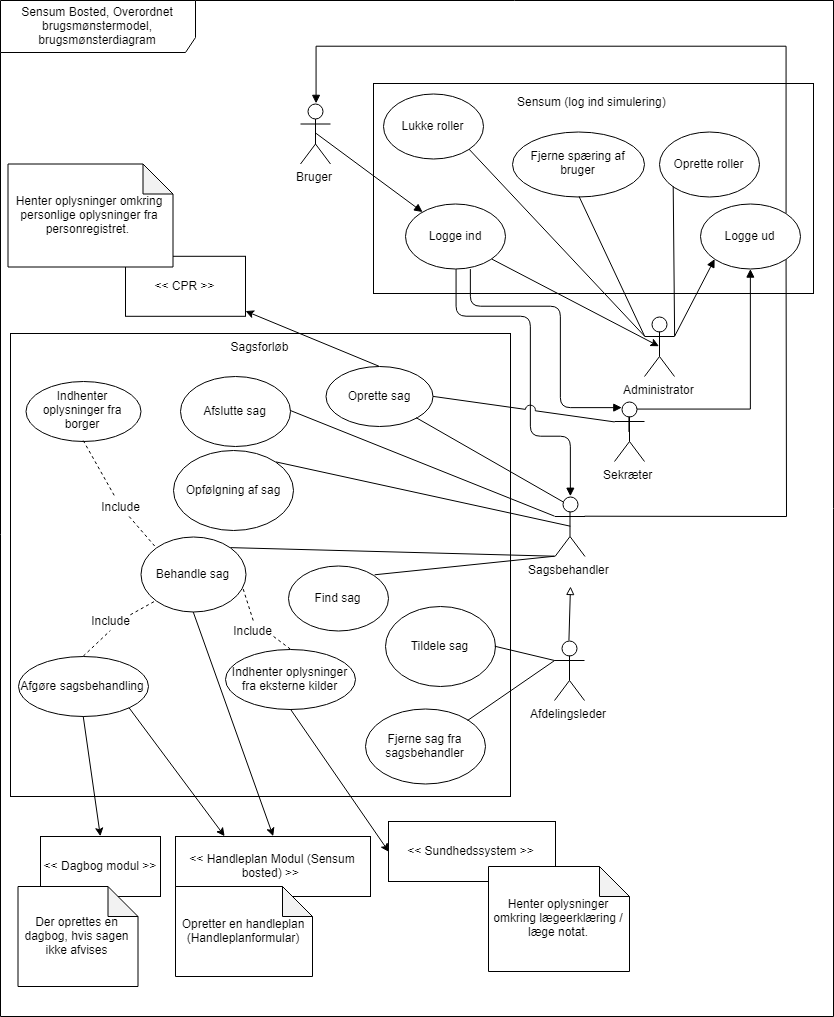 Sensum Bosted, Overordnet
brugsmønstermodel,
brugsmønsterdiagram
Sensum (log ind simulering)
Lukke roller
Fjerne spæring af
bruger
Oprette roller
Bruger
Logge ind
Logge ud
Henter oplysninger omkring
personlige oplysninger fra
personregistret.
<< CPR >>
Administrator
Sagsforløb
Indhenter
oplysninger fra
borger
Afslutte sag
Oprette sag
Sekræter
Opfølgning af sag
Include
Behandle sag
Sagsbehandler
Find sag
Include
Include
Tildele sag
Afgøre sagsbehandling
Indhenter oplysninger
fra eksterne kilder
Afdelingsleder
Fjerne sag fra
sagsbehandler
<< Dagbog modul >>
<< Handleplan Modul (Sensum
bosted) >>
<< Sundhedssystem >>
Der oprettes en
dagbog, hvis sagen
ikke afvises
Opretter en handleplan
(Handleplanformular)
Henter oplysninger
omkring lægeerklæring /
læge notat.